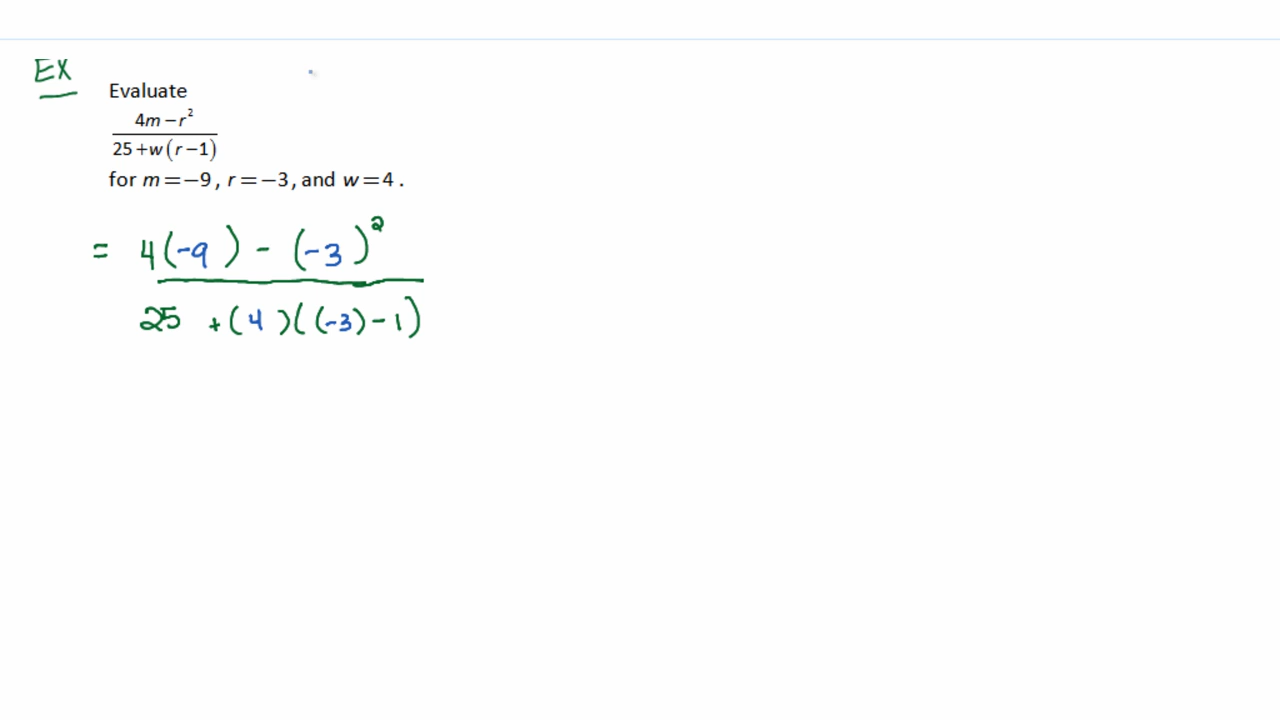 EX
Evaluate
4m−r²
25+w(r−1)
for m=−9, r=−3, and w=4.
= 4(-9) - (-3)²
25 + (4)((-3)-1)